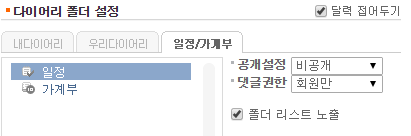 다이어리 폴더 설정
달력 접어두기
내다이어리 우리다이어리 일정/가계부
일정
가계부
공개설정 비공개
댓글권한 회원만
폴더 리스트 노출